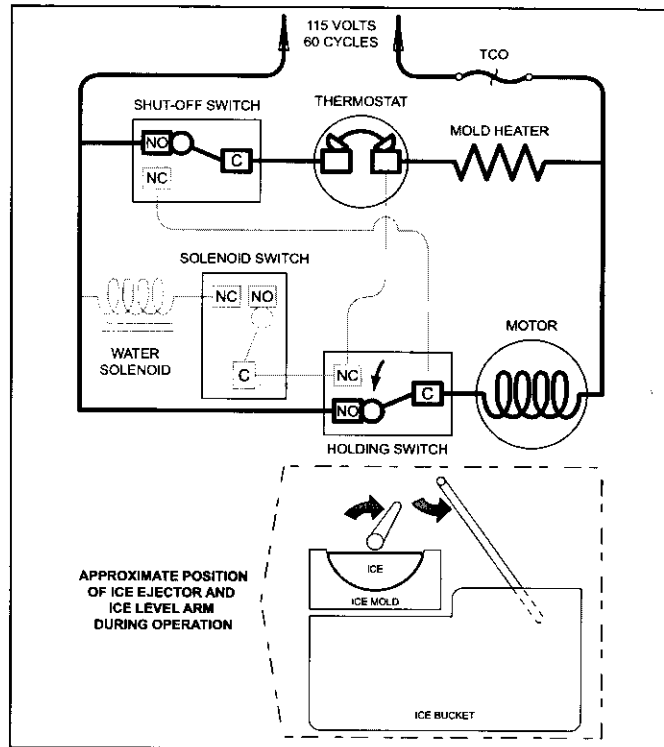 115 VOLTS
60 CYCLES
TCO
SHUT-OFF SWITCH
THERMOSTAT
MOLD HEATER
NO
C
NC
SOLENOID SWITCH
NC
NO
MOTOR
WATER
SOLENOID
C
NC
C
NO
HOLDING SWITCH
APPROXIMATE POSITION
OF ICE EJECTOR AND
ICE LEVEL ARM
DURING OPERATION
ICE
ICE MOLD
ICE BUCKET